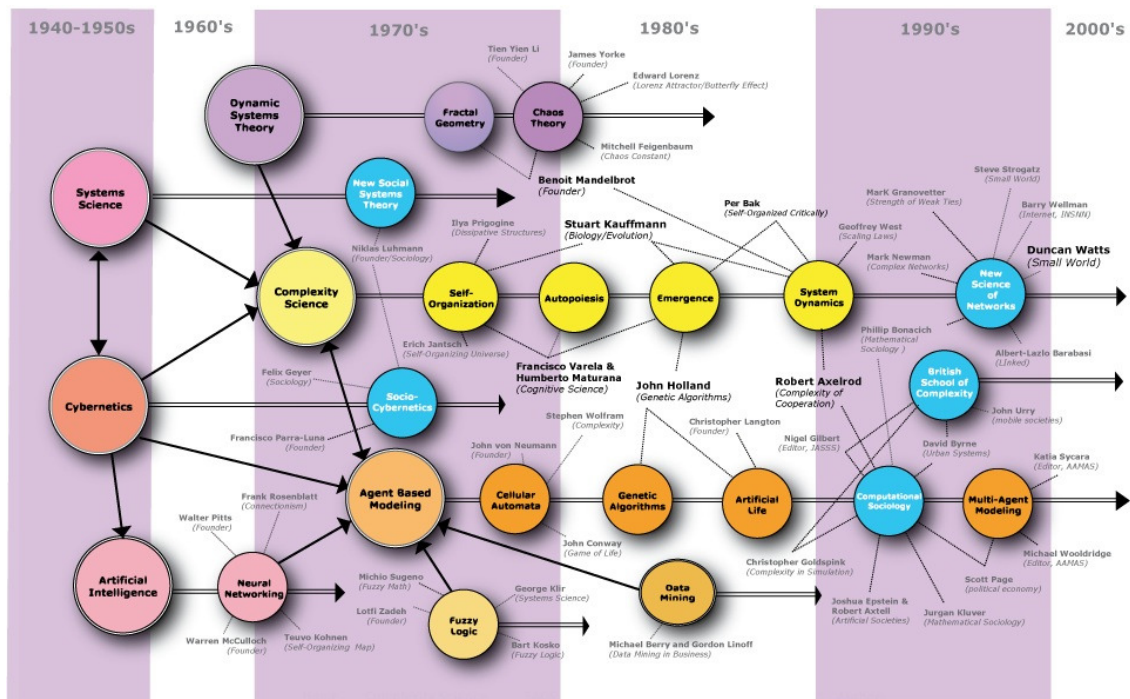 1940-1950s
1960's
1970's
1980's
1990's
2000's
Tien Yien Li
(Founder)
James Yorke
(Founder)
Edward Lorenz
(Lorenz Attractor/Butterfly Effect)
Dynamic
Systems
Theory
Fractal
Geometry
Chaos
Theory
Mitchell Feigenbaum
(Chaos Constant)
Benoit Mandelbrot
(Founder)
Systems
Science
New Social
Systems
Theory
Niklas Luhmann
(Founder/Sociology)
Ilya Prigogine
(Dissipative Structures)
Stuart Kauffmann
(Biology/Evolution)
Per Bak
(Self-Organized Critically)
Steve Strogatz
(Small World)
MarK Granovetter
(Strength of Weak Ties)
Barry Wellman
(Internet, INSNN)
Geoffrey West
(Scaling Laws)
Mark Newman
(Complex Networks)
Duncan Watts
(Small World)
Complexity
Science
Self-
Organization
Autopoiesis
Emergence
System
Dynamics
New
Science of
Networks
Erich Jantsch
(Self-Organizing Universe)
Phillip Bonacich
(Mathematical
Sociology )
Albert-Lazlo Barabasi
(LInked)
Felix Geyer
(Sociology)
Francisco Varela &
Humberto Maturana
(Cognitive Science)
John Holland
(Genetic Algorithms)
Robert Axelrod
(Complexity of
Cooperation)
British
School of
Complexity
Cybernetics
Socio-
Cybernetics
Francisco Parra-Luna
(Founder)
Stephen Wolfram
(Complexity)
John von Neumann
(Founder)
Christopher Langton
(Founder)
Nigel Gilbert
(Editor, JASSS)
John Urry
(mobile societies)
David Byrne
(Urban Systems)
Katia Sycara
(Editor, AAMAS)
Agent Based
Modeling
Cellular
Automata
Genetic
Algorithms
Artificial
Life
Computational
Sociology
Multi-Agent
Modeling
Frank Rosenblatt
(Connectionism)
Walter Pitts
(Founder)
John Conway
(Game of Life)
Christopher Goldspink
(Complexity in Simulation)
Michael Wooldridge
(Editor, AAMAS)
Scott Page
(political economy)
Artificial
Intelligence
Neural
Networking
Michio Sugeno
(Fuzzy Math)
Lotfi Zadeh
(Founder)
George Klir
(Systems Science)
Fuzzy
Logic
Data
Mining
Joshua Epstein &
Robert Axtell
(Artificial Societies)
Jurgan Kluver
(Mathematical Sociology)
Warren McCulloch
(Founder)
Teuvo Kohnen
(Self-Organizing Map)
Bart Kosko
(Fuzzy Logic)
Michael Berry and Gordon Linoff
(Data Mining in Business)